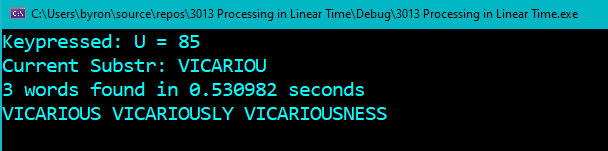 C:\Users\byron\source\repos\3013 Processing in Linear Time\Debug\3013 Processing in Linear Time.exe
Keypressed: U = 85
Current Substr: VICARIOU
3 words found in 0.530982 seconds
VICARIOUS VICARIOUSLY VICARIOUSNESS